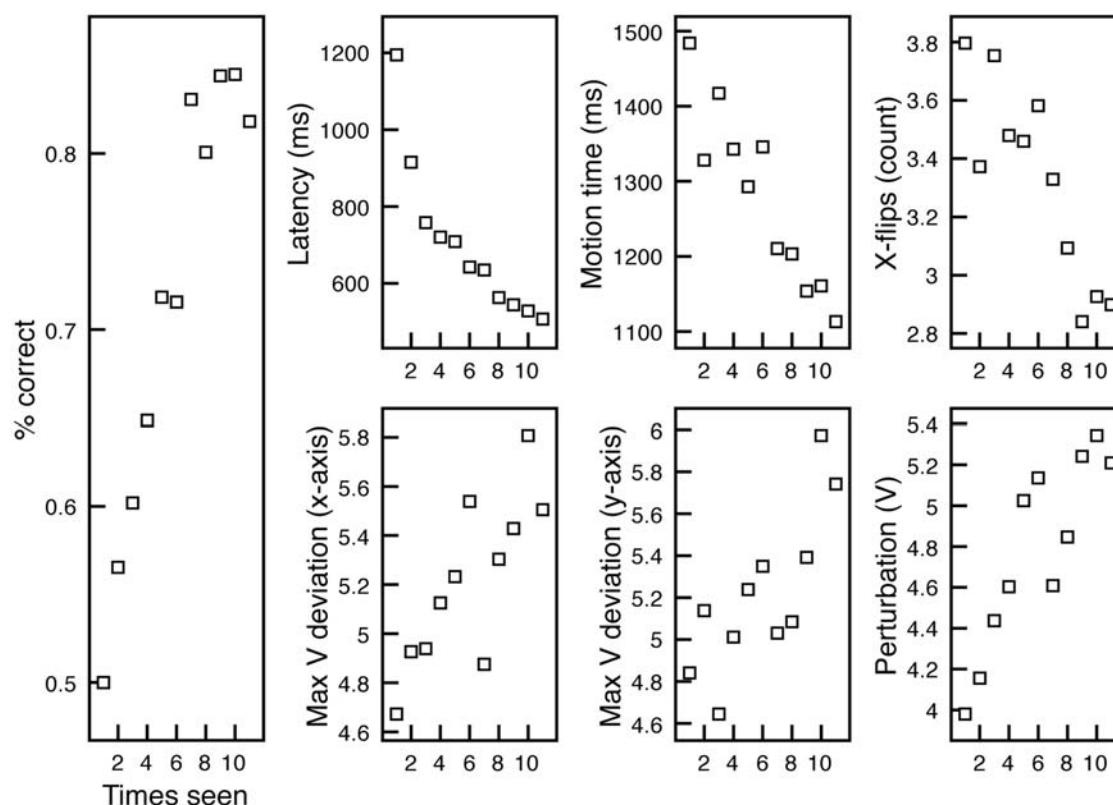 % correct
0.8
0.7
0.6
0.5
2 4 6 8 10
Times seen
Latency (ms)
1200
1000
800
600
2 4 6 8 10
Motion time (ms)
1500
1400
1300
1200
1100
2 4 6 8 10
X-flips (count)
3.8
3.6
3.4
3.2
3
2.8
2 4 6 8 10
Max V deviation (x-axis)
5.8
5.6
5.4
5.2
5
4.8
4.6
2 4 6 8 10
Max V deviation (y-axis)
6
5.8
5.6
5.4
5.2
5
4.8
4.6
2 4 6 8 10
Perturbation (V)
5.4
5.2
5
4.8
4.6
4.4
4.2
4
2 4 6 8 10